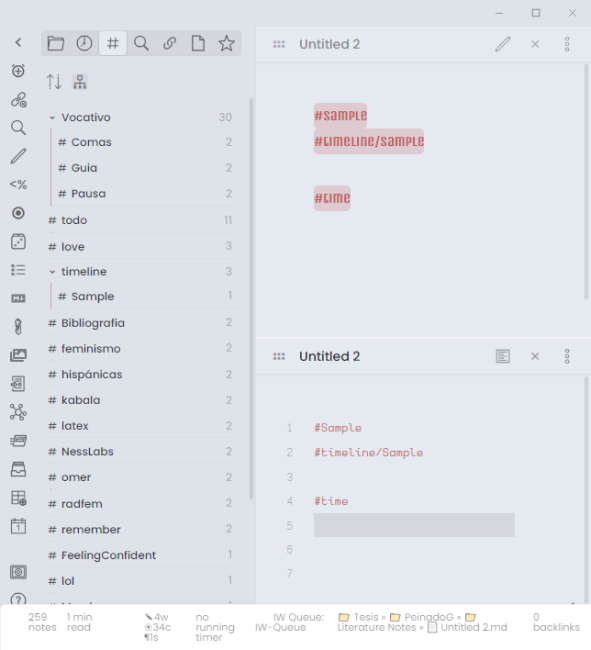 Untitled 2
#Sample
#timeline/Sample
#time
Vocativo 30
# Comas 2
# Guia 2
# Pausa 2
# todo 11
# love 3
timeline 3
# Sample 1
# Bibliografia 2
# feminismo 2
# hispánicas 2
# kabala 2
# latex 2
# NessLabs 2
# omer 2
# radfem 2
# remember 2
# FeelingConfident 1
# lol 1
Untitled 2
1 #Sample
2 #timeline/Sample
3
4 #time
5
6
7
259 notes
1 min read
4w
34c
¶1s
no running timer
IW Queue: IW-Queue
Tesis » PeinadoG »
Literature Notes » Untitled 2.md
0 backlinks